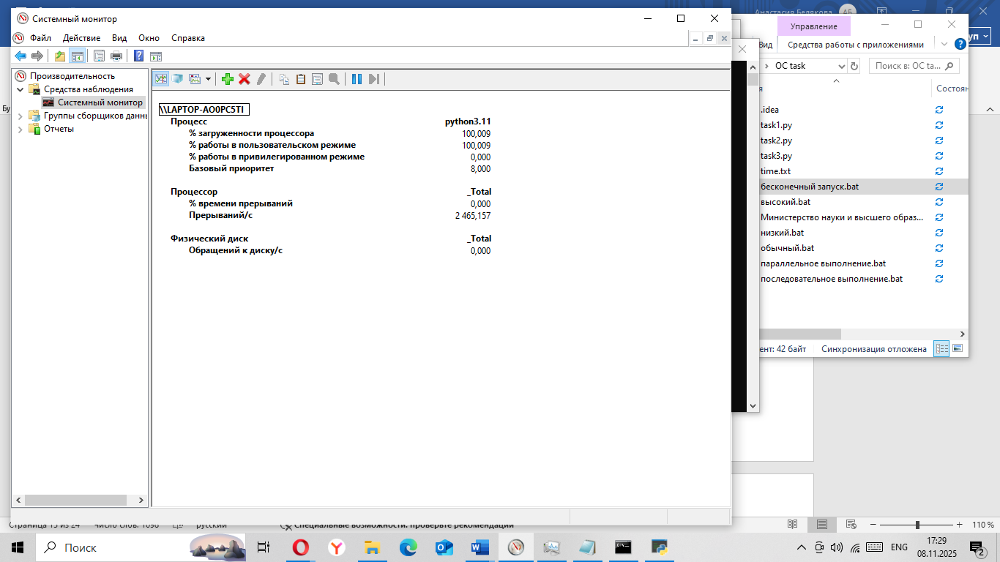 Системный монитор
Файл Действие Вид Окно Справка
Производительность
Средства наблюдения
Системный монитор
Группы сборщиков даннь
Отчеты
\\LAPTOP-AO0PC5TI
Процесс python3.11
% загруженности процессора 100,009
% работы в пользовательском режиме 100,009
% работы в привилегированном режиме 0,000
Базовый приоритет 8,000
Процессор _Total
% времени прерываний 0,000
Прерываний/с 2 465,157
Физический диск _Total
Обращений к диску/с 0,000
Анастасия Белякова АБ
Управление
Вид Средства работы с приложениями
уп
OC task Поиск в: OC ta...
я Состоян
.idea
task1.py
task2.py
task3.py
time.txt
бесконечный запуск.bat
высокий.bat
Министерство науки и высшего образ...
низкий.bat
обычный.bat
параллельное выполнение.bat
последовательное выполнение.bat
ент: 42 байт Синхронизация отложена
Бу
Страница 15 из 24 Число слов: 1098 русский Специальные возможности: проверьте рекомендации 110 %
Поиск
ENG
17:29
08.11.2025
2